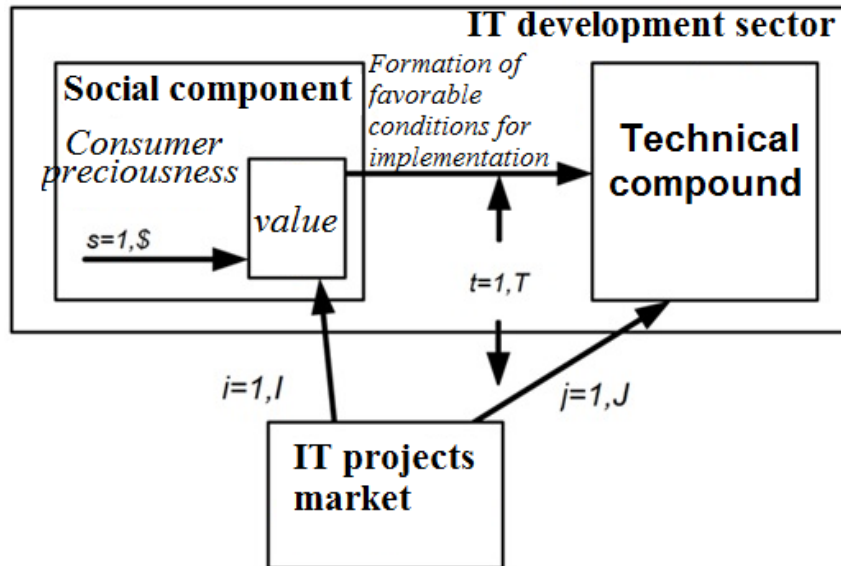 IT development sector
Social component
Formation of
favorable
conditions for
implementation
Consumer
preciousness
value
s=1,$
Technical
compound
t=1,T
i=1,I
j=1,J
IT projects
market